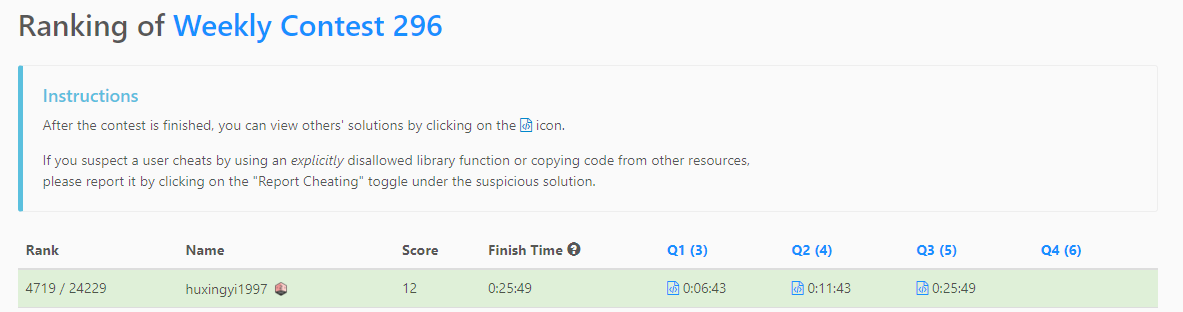 Ranking of Weekly Contest 296
Instructions
After the contest is finished, you can view others' solutions by clicking on the icon.
If you suspect a user cheats by using an explicitly disallowed library function or copying code from other resources,
please report it by clicking on the "Report Cheating" toggle under the suspicious solution.
Rank Name Score Finish Time Q1 (3) Q2 (4) Q3 (5) Q4 (6)
4719 / 24229 huxingyi1997 12 0:25:49 0:06:43 0:11:43 0:25:49